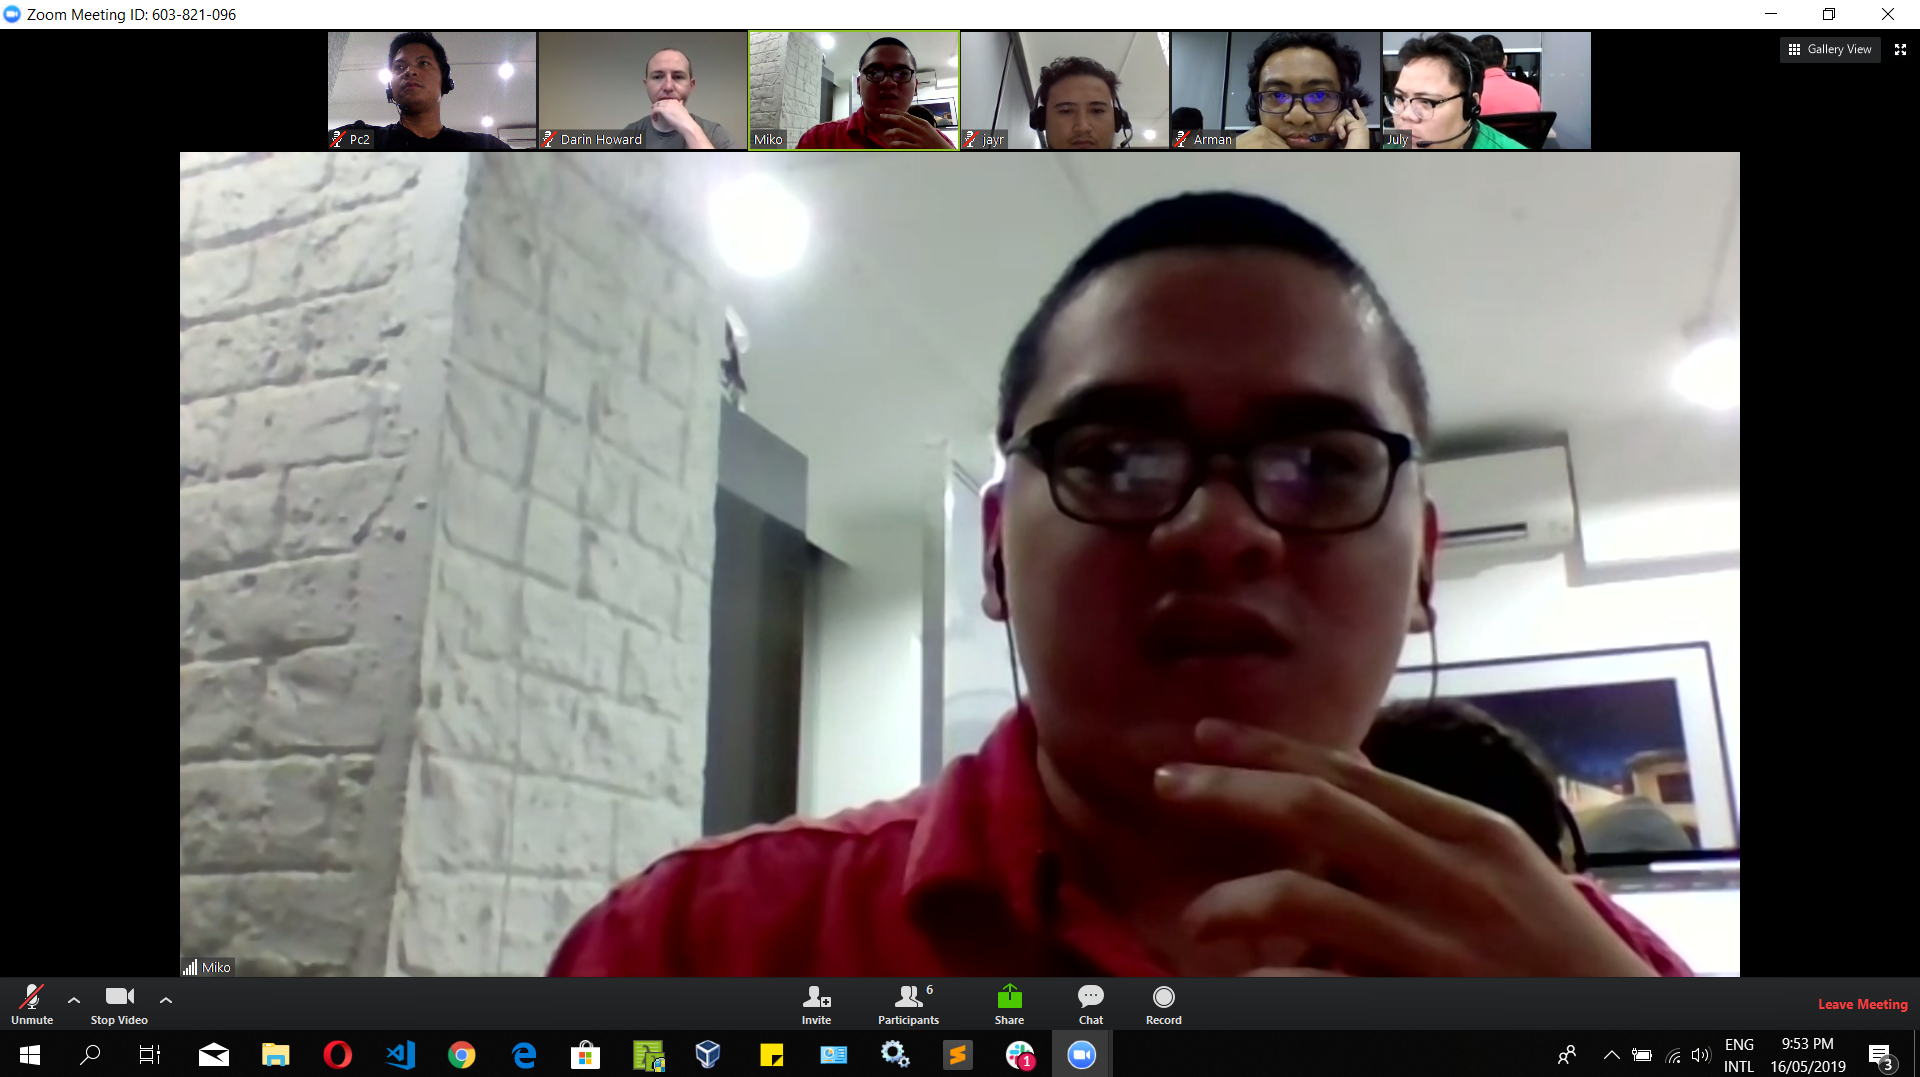 Zoom Meeting ID: 603-821-096
Gallery View
Pc2
Darin Howard
Miko
jayr
Arman
July
Miko
Unmute
Stop Video
Invite
6
Participants
Share
Chat
Record
Leave Meeting
1
ENG
INTL
9:53 PM
16/05/2019
3